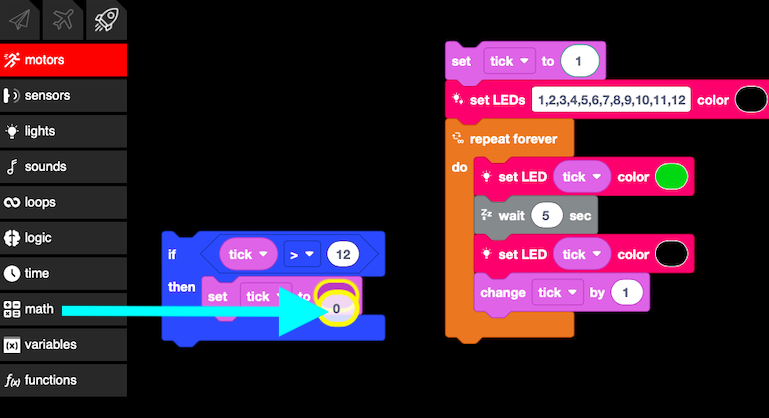 motors
sensors
lights
sounds
loops
logic
time
math
variables
functions
if tick > 12
then set tick to
0
set tick to 1
set LEDs 1,2,3,4,5,6,7,8,9,10,11,12 color
repeat forever
do set LED tick color
wait 5 sec
set LED tick color
change tick by 1